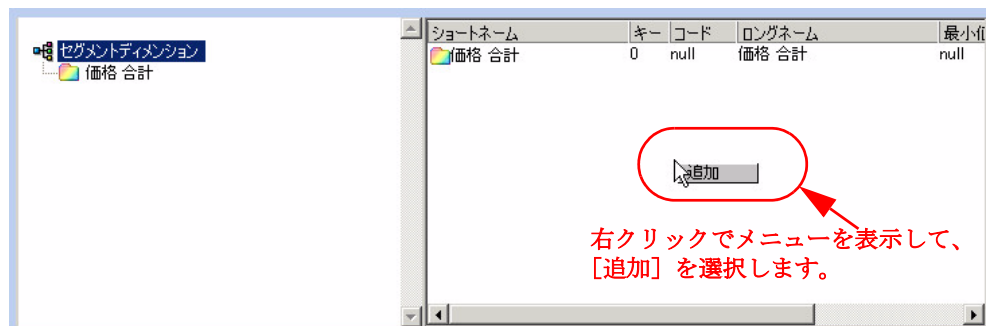 セグメントディメンション
価格 合計
ショートネーム キー コード ロングネーム 最小値
価格 合計 0 null 価格 合計 null
追加
右クリックでメニューを表示して、
［追加］を選択します。